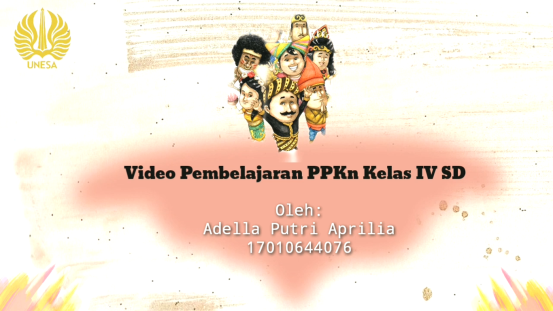 UNESA
Video Pembelajaran PPKn Kelas IV SD
Oleh:
Adella Putri Aprilia
17010644076